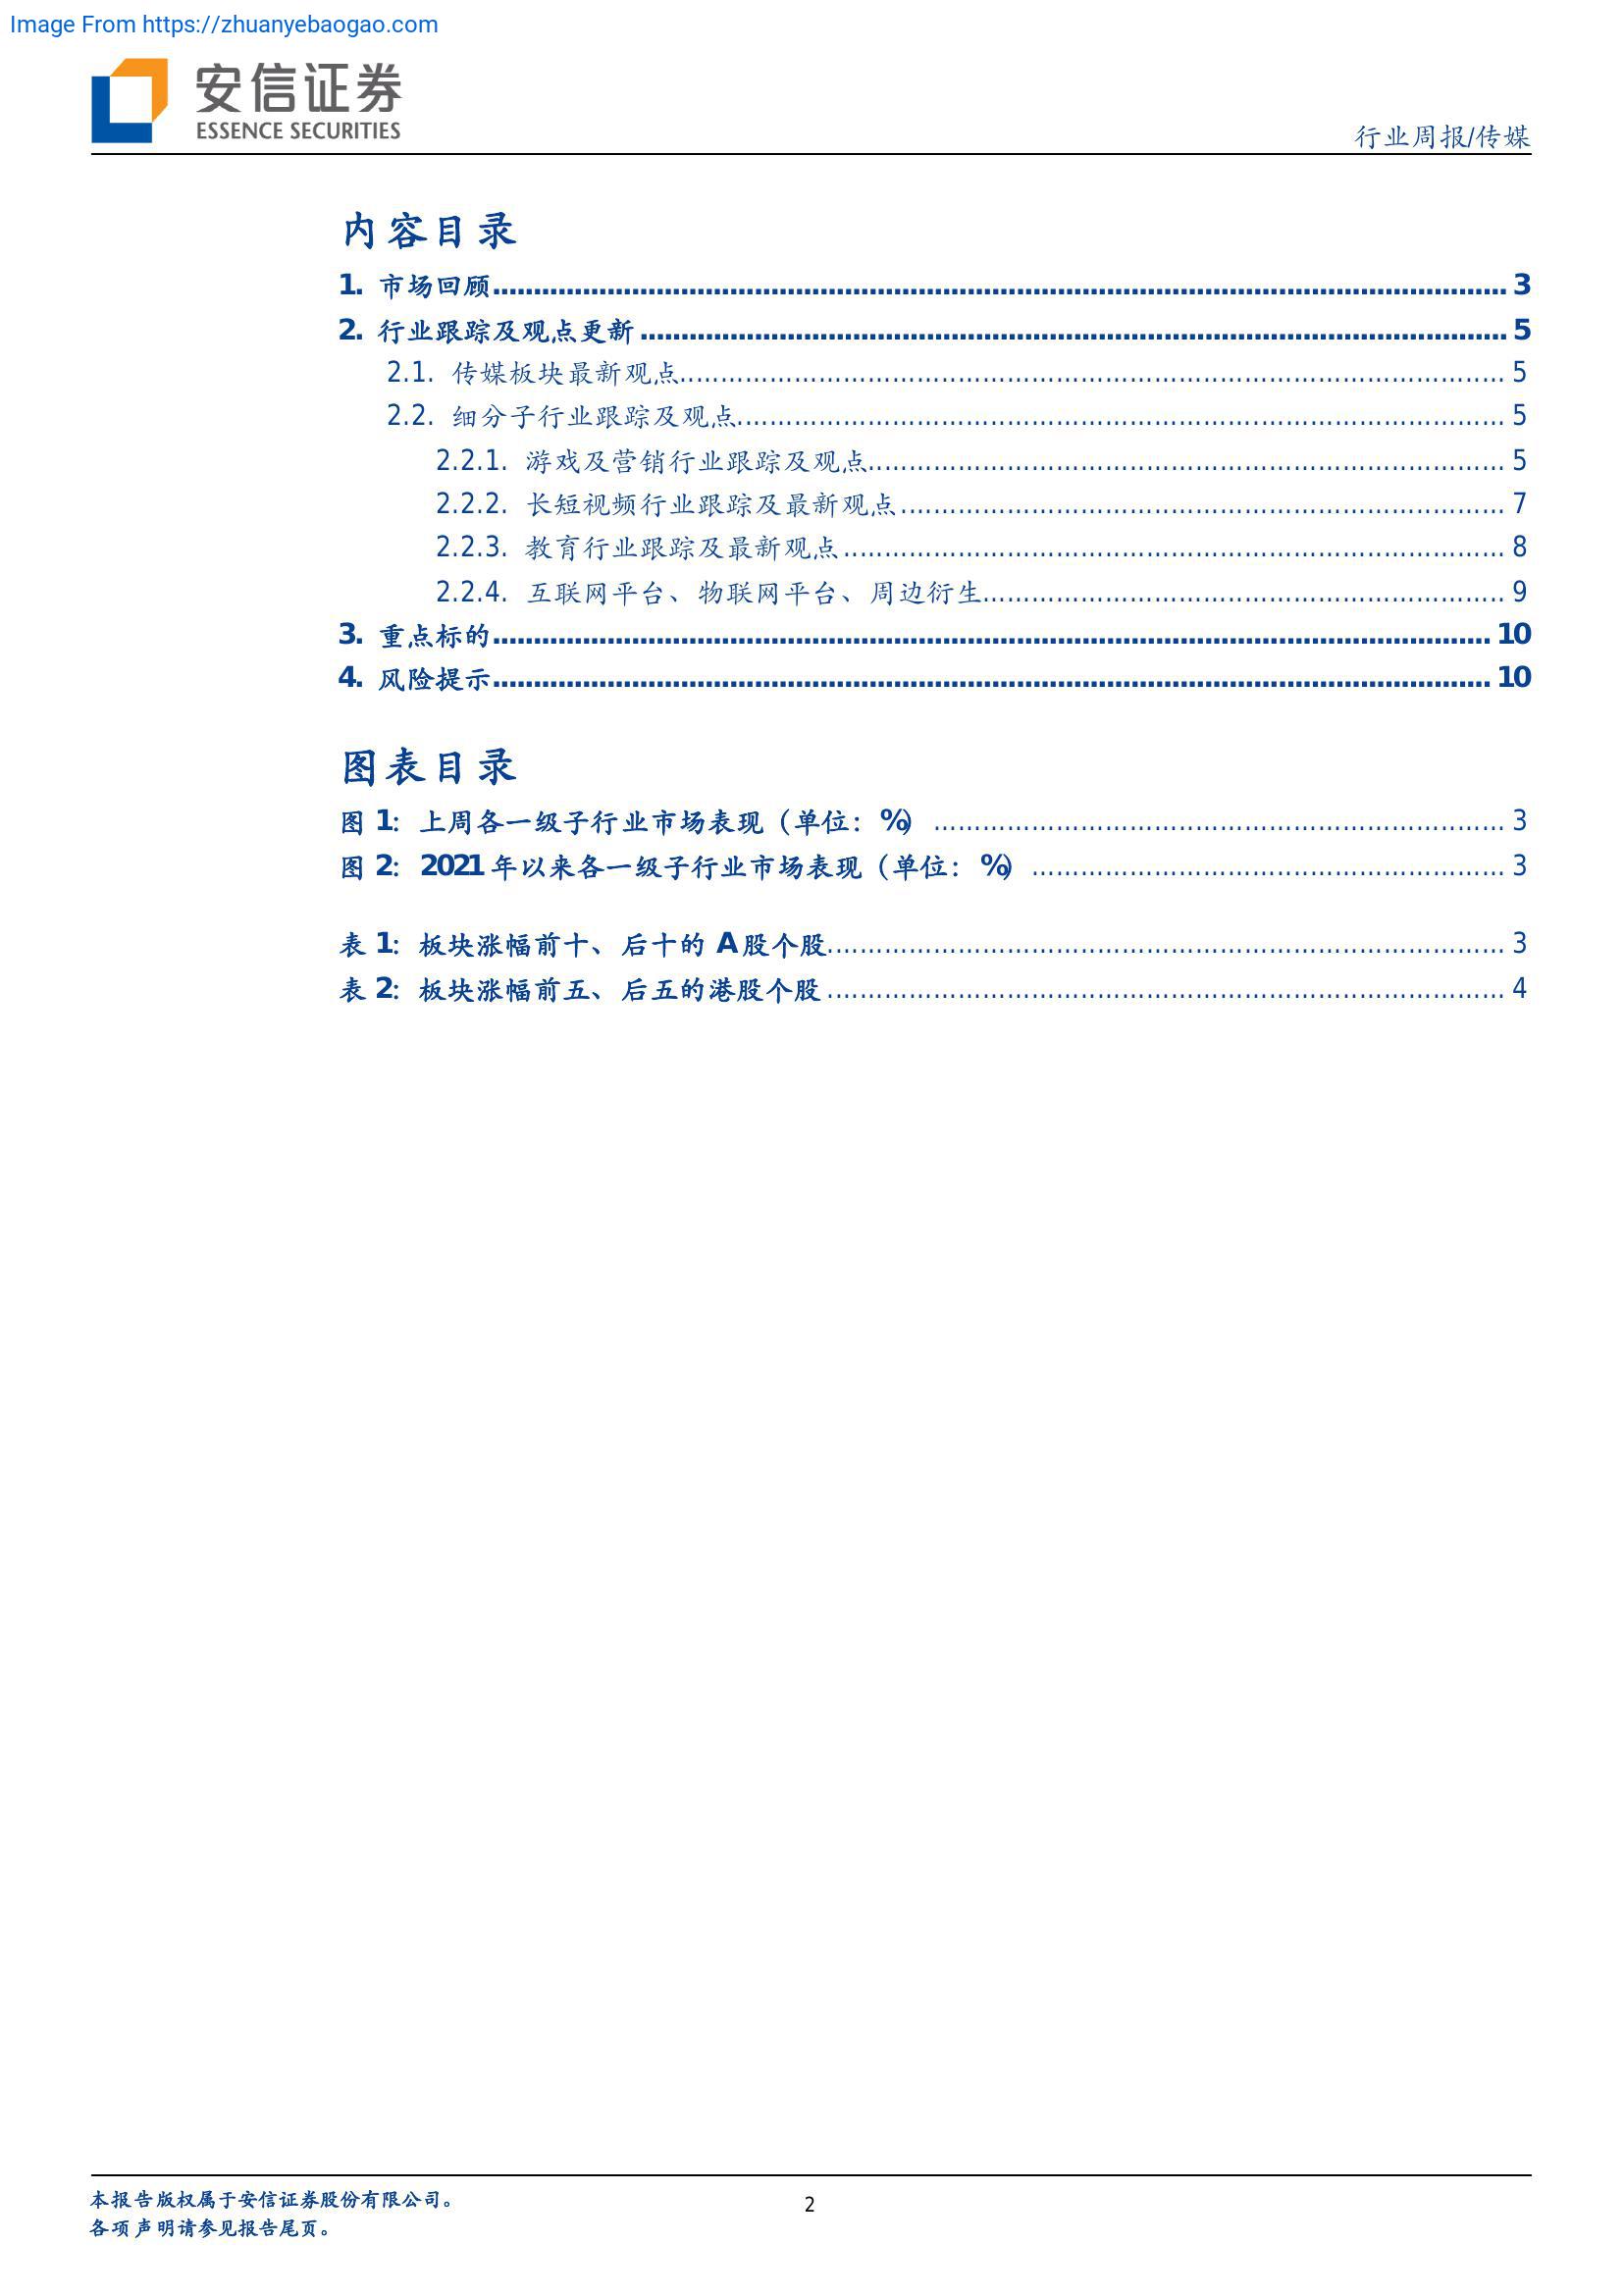 Image From https://zhuanyebaogao.com
安信证券
ESSENCE SECURITIES
行业周报/传媒
内容目录
1. 市场回顾 3
2. 行业跟踪及观点更新 5
2.1. 传媒板块最新观点 5
2.2. 细分子行业跟踪及观点 5
2.2.1. 游戏及营销行业跟踪及观点 5
2.2.2. 长短视频行业跟踪及最新观点 7
2.2.3. 教育行业跟踪及最新观点 8
2.2.4. 互联网平台、物联网平台、周边衍生 9
3. 重点标的 10
4. 风险提示 10
图表目录
图 1：上周各一级子行业市场表现（单位：%） 3
图 2：2021 年以来各一级子行业市场表现（单位：%） 3
表 1：板块涨幅前十、后十的 A 股个股 3
表 2：板块涨幅前五、后五的港股个股 4
本报告版权属于安信证券股份有限公司。
各项声明请参见报告尾页。
2